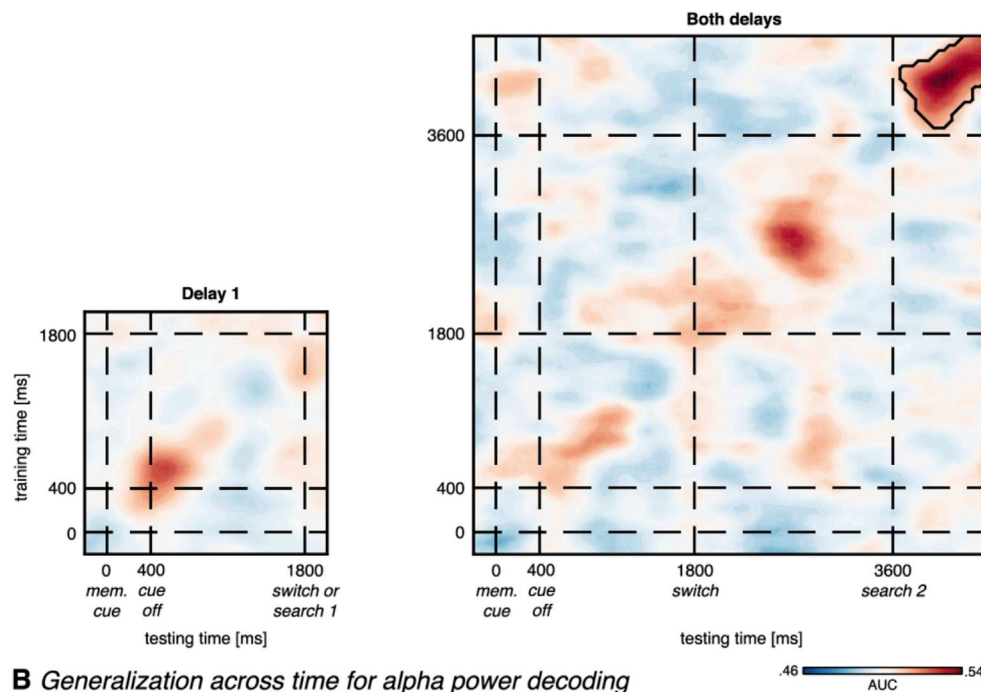 Both delays
3600
1800
400
0
0
400
1800
3600
mem.
cue
switch
search 2
cue
off
testing time [ms]
Delay 1
training time [ms]
1800
400
0
0
400
1800
mem.
cue
switch or
cue
off
search 1
testing time [ms]
B Generalization across time for alpha power decoding
.46
.54
AUC